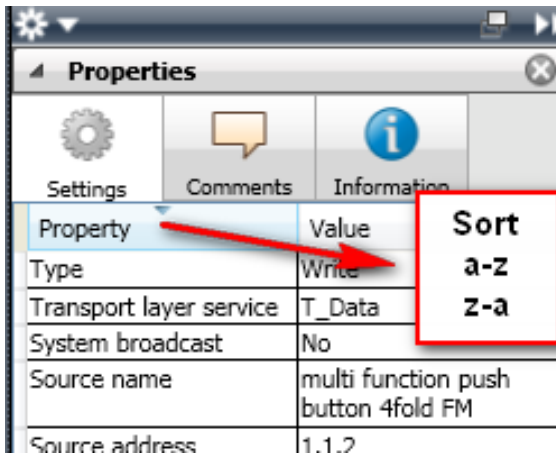 Properties
Settings Comments Information
Property Value
Sort
a-z
z-a
Type Write
Transport layer service T_Data
System broadcast No
Source name multi function push
button 4fold FM
Source address 1.1.2